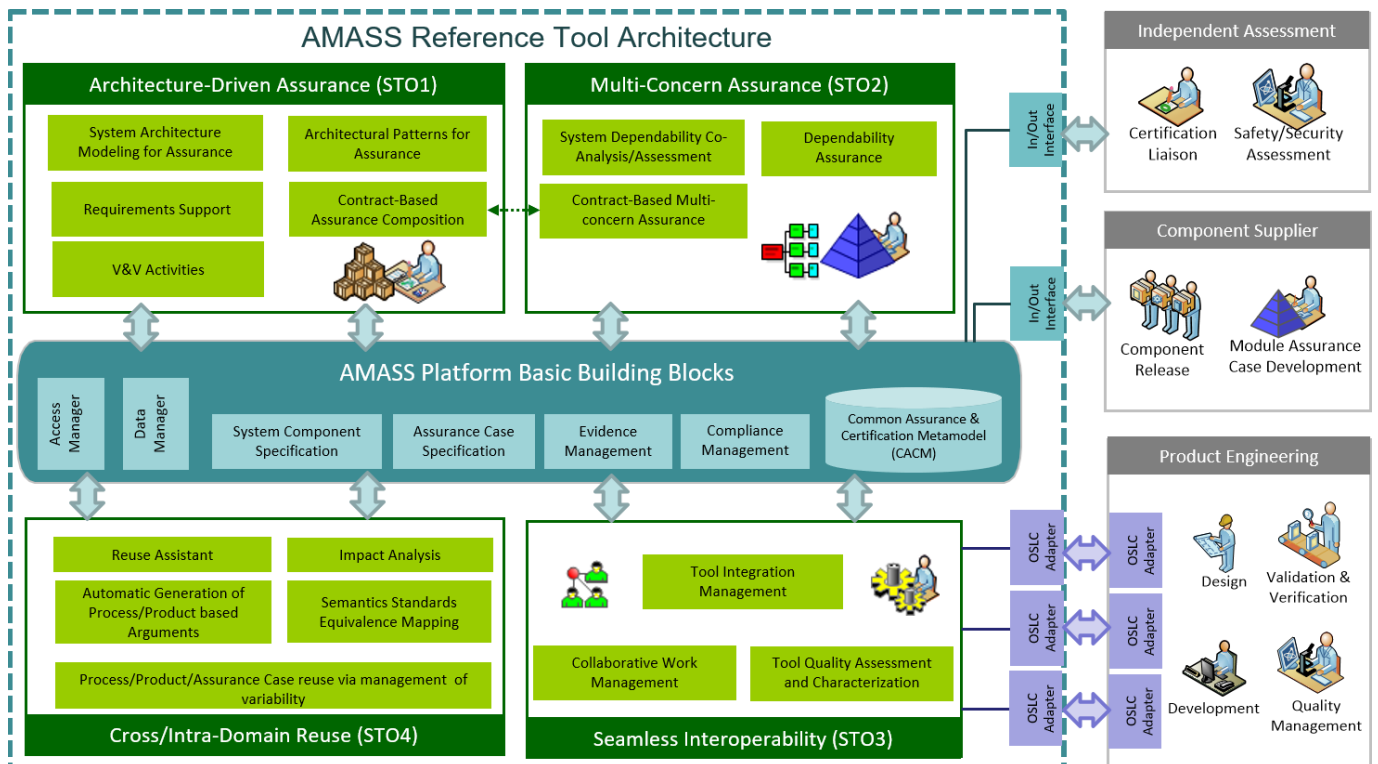 AMASS Reference Tool Architecture
Architecture-Driven Assurance (STO1)
System Architecture
Modeling for Assurance
Architectural Patterns for
Assurance
Requirements Support
Contract-Based
Assurance Composition
V&V Activities
Multi-Concern Assurance (STO2)
System Dependability Co-
Analysis/Assessment
Dependability
Assurance
Contract-Based Multi-
concern Assurance
In/Out
Interface
In/Out
Interface
Independent Assessment
Certification
Liaison
Safety/Security
Assessment
Component Supplier
Component
Release
Module Assurance
Case Development
AMASS Platform Basic Building Blocks
Access
Manager
Data
Manager
System Component
Specification
Assurance Case
Specification
Evidence
Management
Compliance
Management
Common Assurance &
Certification Metamodel
(CACM)
Reuse Assistant
Impact Analysis
Automatic Generation of
Process/Product based
Arguments
Semantics Standards
Equivalence Mapping
Process/Product/Assurance Case reuse via management of
variability
Cross/Intra-Domain Reuse (STO4)
Tool Integration
Management
Collaborative Work
Management
Tool Quality Assessment
and Characterization
Seamless Interoperability (STO3)
OSLC
Adapter
OSLC
Adapter
OSLC
Adapter
Product Engineering
OSLC
Adapter
OSLC
Adapter
OSLC
Adapter
Design
Validation &
Verification
Development
Quality
Management